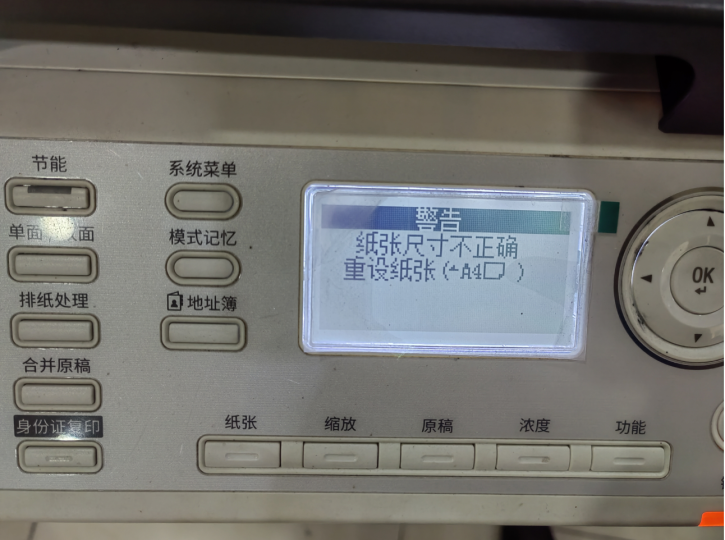 节能
系统菜单
警告
纸张尺寸不正确
重设纸张(A4)
单面 双面
模式记忆
排纸处理
地址簿
OK
合并原稿
身份证复印
纸张
缩放
原稿
浓度
功能